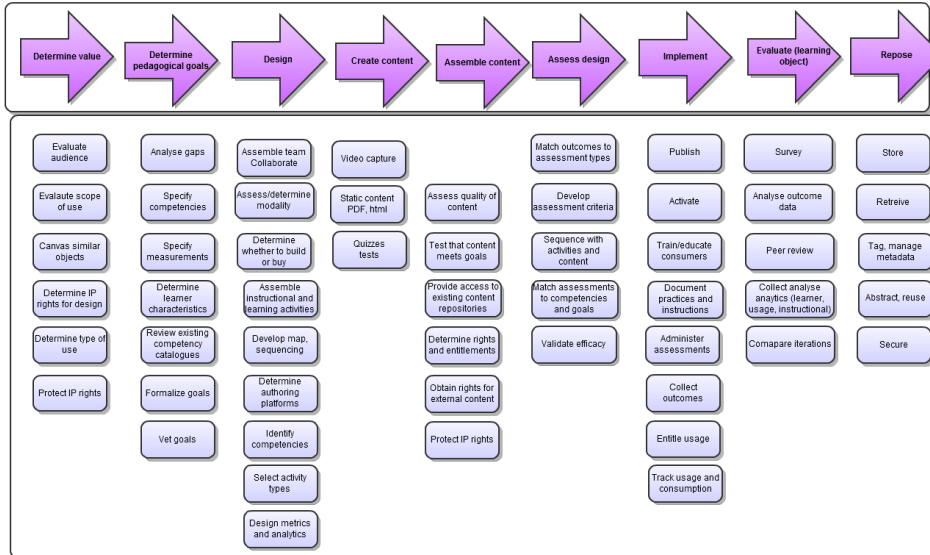 Determine value
Determine
pedagogical goals
Design
Create content
Assemble content
Assess design
Implement
Evaluate (learning
object)
Repose
Evaluate
audience
Evalaute scope
of use
Canvas similar
objects
Determine IP
rights for design
Determine type of
use
Protect IP rights
Analyse gaps
Specify
competencies
Specify
measurements
Determine
learner
characteristics
Review existing
competency
catalogues
Formalize goals
Vet goals
Assemble team
Collaborate
Assess/determine
modality
Determine
whether to build
or buy
Assemble
instructional and
learning activities
Develop map,
sequencing
Determine
authoring
platforms
Identify
competencies
Select activity
types
Design metrics
and analytics
Video capture
Static content
PDF, html
Quizzes
tests
Assess quality of
content
Test that content
meets goals
Provide access to
existing content
repositories
Determine rights
and entitlements
Obtain rights for
external content
Protect IP rights
Match outcomes to
assessment types
Develop
assessment criteria
Sequence with
activities and
content
Match assessments
to competencies
and goals
Validate efficacy
Publish
Activate
Train/educate
consumers
Document
practices and
instructions
Administer
assessments
Collect
outcomes
Entitle usage
Track usage and
consumption
Survey
Analyse outcome
data
Peer review
Collect analyse
anaytics (learner,
usage, instructional)
Comapare iterations
Store
Retreive
Tag, manage
metadata
Abstract, reuse
Secure